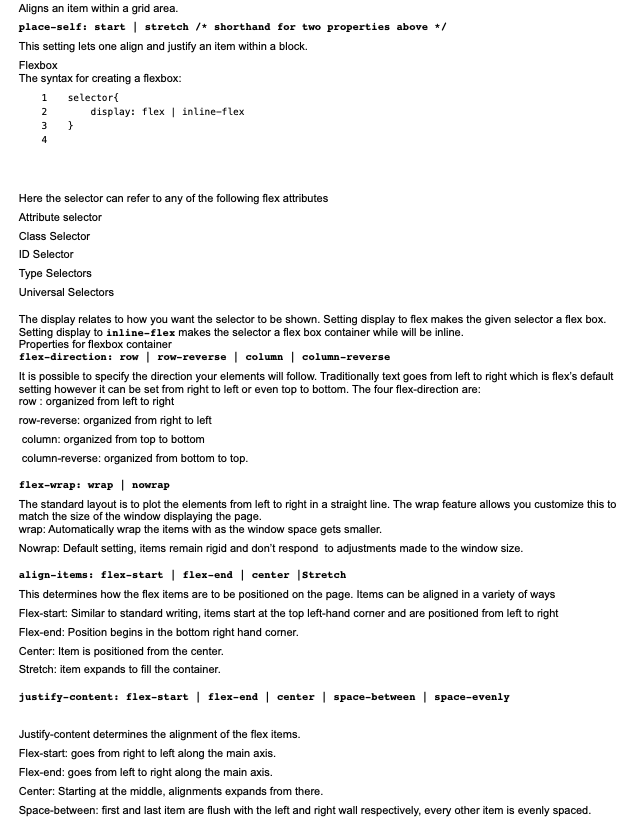 Aligns an item within a grid area.
place-self: start | stretch /* shorthand for two properties above */
This setting lets one align and justify an item within a block.
Flexbox
The syntax for creating a flexbox:
1 selector{
2 display: flex | inline-flex
3 }
4
Here the selector can refer to any of the following flex attributes
Attribute selector
Class Selector
ID Selector
Type Selectors
Universal Selectors
The display relates to how you want the selector to be shown. Setting display to flex makes the given selector a flex box.
Setting display to inline-flex makes the selector a flex box container while will be inline.
Properties for flexbox container
flex-direction: row | row-reverse | column | column-reverse
It is possible to specify the direction your elements will follow. Traditionally text goes from left to right which is flex's default
setting however it can be set from right to left or even top to bottom. The four flex-direction are:
row : organized from left to right
row-reverse: organized from right to left
column: organized from top to bottom
column-reverse: organized from bottom to top.
flex-wrap: wrap | nowrap
The standard layout is to plot the elements from left to right in a straight line. The wrap feature allows you customize this to
match the size of the window displaying the page.
wrap: Automatically wrap the items with as the window space gets smaller.
Nowrap: Default setting, items remain rigid and don't respond to adjustments made to the window size.
align-items: flex-start | flex-end | center |Stretch
This determines how the flex items are to be positioned on the page. Items can be aligned in a variety of ways
Flex-start: Similar to standard writing, items start at the top left-hand corner and are positioned from left to right
Flex-end: Position begins in the bottom right hand corner.
Center: Item is positioned from the center.
Stretch: item expands to fill the container.
justify-content: flex-start | flex-end | center | space-between | space-evenly
Justify-content determines the alignment of the flex items.
Flex-start: goes from right to left along the main axis.
Flex-end: goes from left to right along the main axis.
Center: Starting at the middle, alignments expands from there.
Space-between: first and last item are flush with the left and right wall respectively, every other item is evenly spaced.